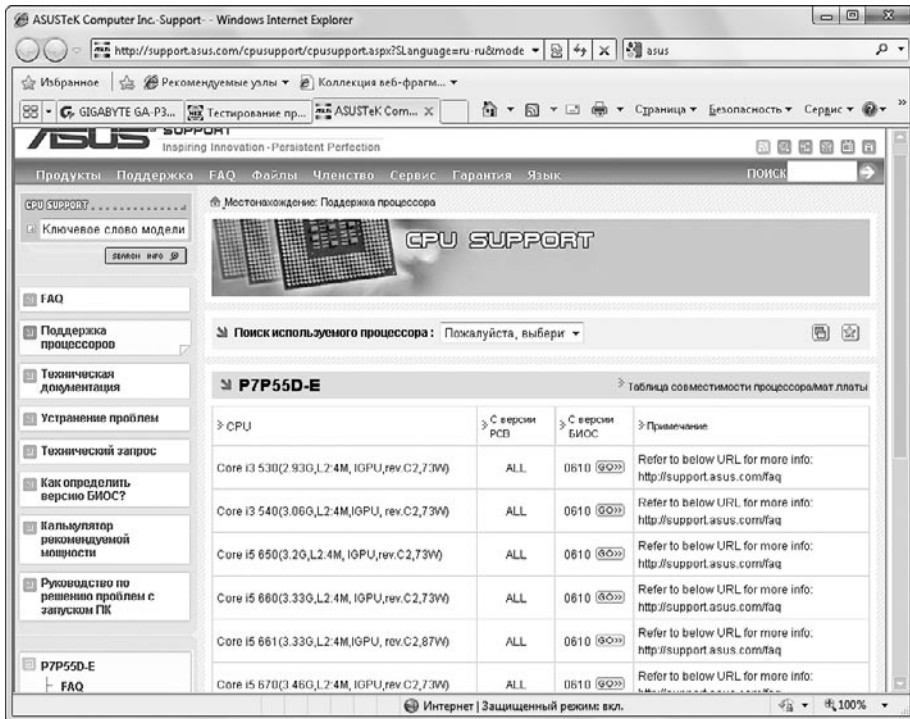 ASUSTeK Computer Inc.-Support- - Windows Internet Explorer
http://support.asus.com/cpusupport/cpusupport.aspx?SLanguage=ru-ru&mode
asus
Избранное
Рекомендуемые узлы
Коллекция веб-фрагм...
GIGABYTE GA-P3...
Тестирование пр...
ASUSTeK Com...
Страница
Безопасность
Сервис
ASUS SUPPORT
Inspiring Innovation - Persistent Perfection
Продукты Поддержка FAQ Файлы Членство Сервис Гарантия Язык
ПОИСК
CPU SUPPORT
Ключевое слово модели
SEARCH INFO
FAQ
Поддержка
процессоров
Техническая
документация
Устранение проблем
Технический запрос
Как определить
версию БИОС?
Калькулятор
рекомендуемой
мощности
Руководство по
решению проблем с
запуском ПК
P7P55D-E
FAQ
Местонахождение: Поддержка процессора
CPU SUPPORT
Поиск используемого процессора: Пожалуйста, выбери
P7P55D-E
Таблица совместимости процессора/мат.платы
CPU С версии PCB С версии БИОС Примечание
Core i3 530(2.93G,L2:4M, IGPU,rev.C2,73W) ALL 0610 GO>> Refer to below URL for more info:
http://support.asus.com/faq
Core i3 540(3.06G,L2:4M,IGPU, rev.C2,73W) ALL 0610 GO>> Refer to below URL for more info:
http://support.asus.com/faq
Core i5 650(3.2G,L2.4M, IGPU,rev.C2,73W) ALL 0610 GO>> Refer to below URL for more info:
http://support.asus.com/faq
Core i5 660(3.33G,L2:4M, IGPU,rev.C2,73W) ALL 0610 GO>> Refer to below URL for more info:
http://support.asus.com/faq
Core i5 661(3.33G,L2:4M,IGPU, rev.C2,87W) ALL 0610 GO>> Refer to below URL for more info:
http://support.asus.com/faq
Core i5 670(3.46G,L2:4M, IGPU,rev.C2,73W) ALL 0610 GO>> Refer to below URL for more info:
Интернет | Защищенный режим: вкл.
100%